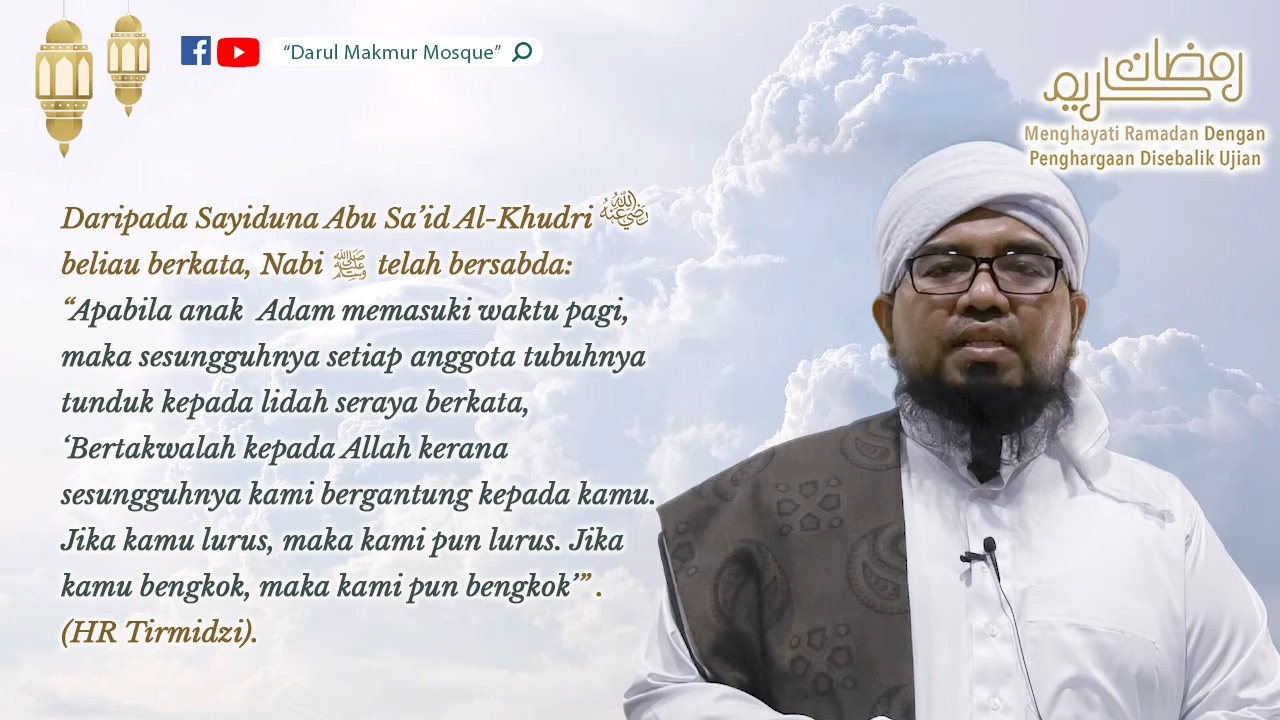 “Darul Makmur Mosque”
رمضان كريم
Menghayati Ramadan Dengan
Penghargaan Disebalik Ujian
Daripada Sayiduna Abu Sa’id Al-Khudri رضي الله عنه
beliau berkata, Nabi ﷺ telah bersabda:
“Apabila anak Adam memasuki waktu pagi,
maka sesungguhnya setiap anggota tubuhnya
tunduk kepada lidah seraya berkata,
‘Bertakwalah kepada Allah kerana
sesungguhnya kami bergantung kepada kamu.
Jika kamu lurus, maka kami pun lurus. Jika
kamu bengkok, maka kami pun bengkok’” .
(HR Tirmidzi).